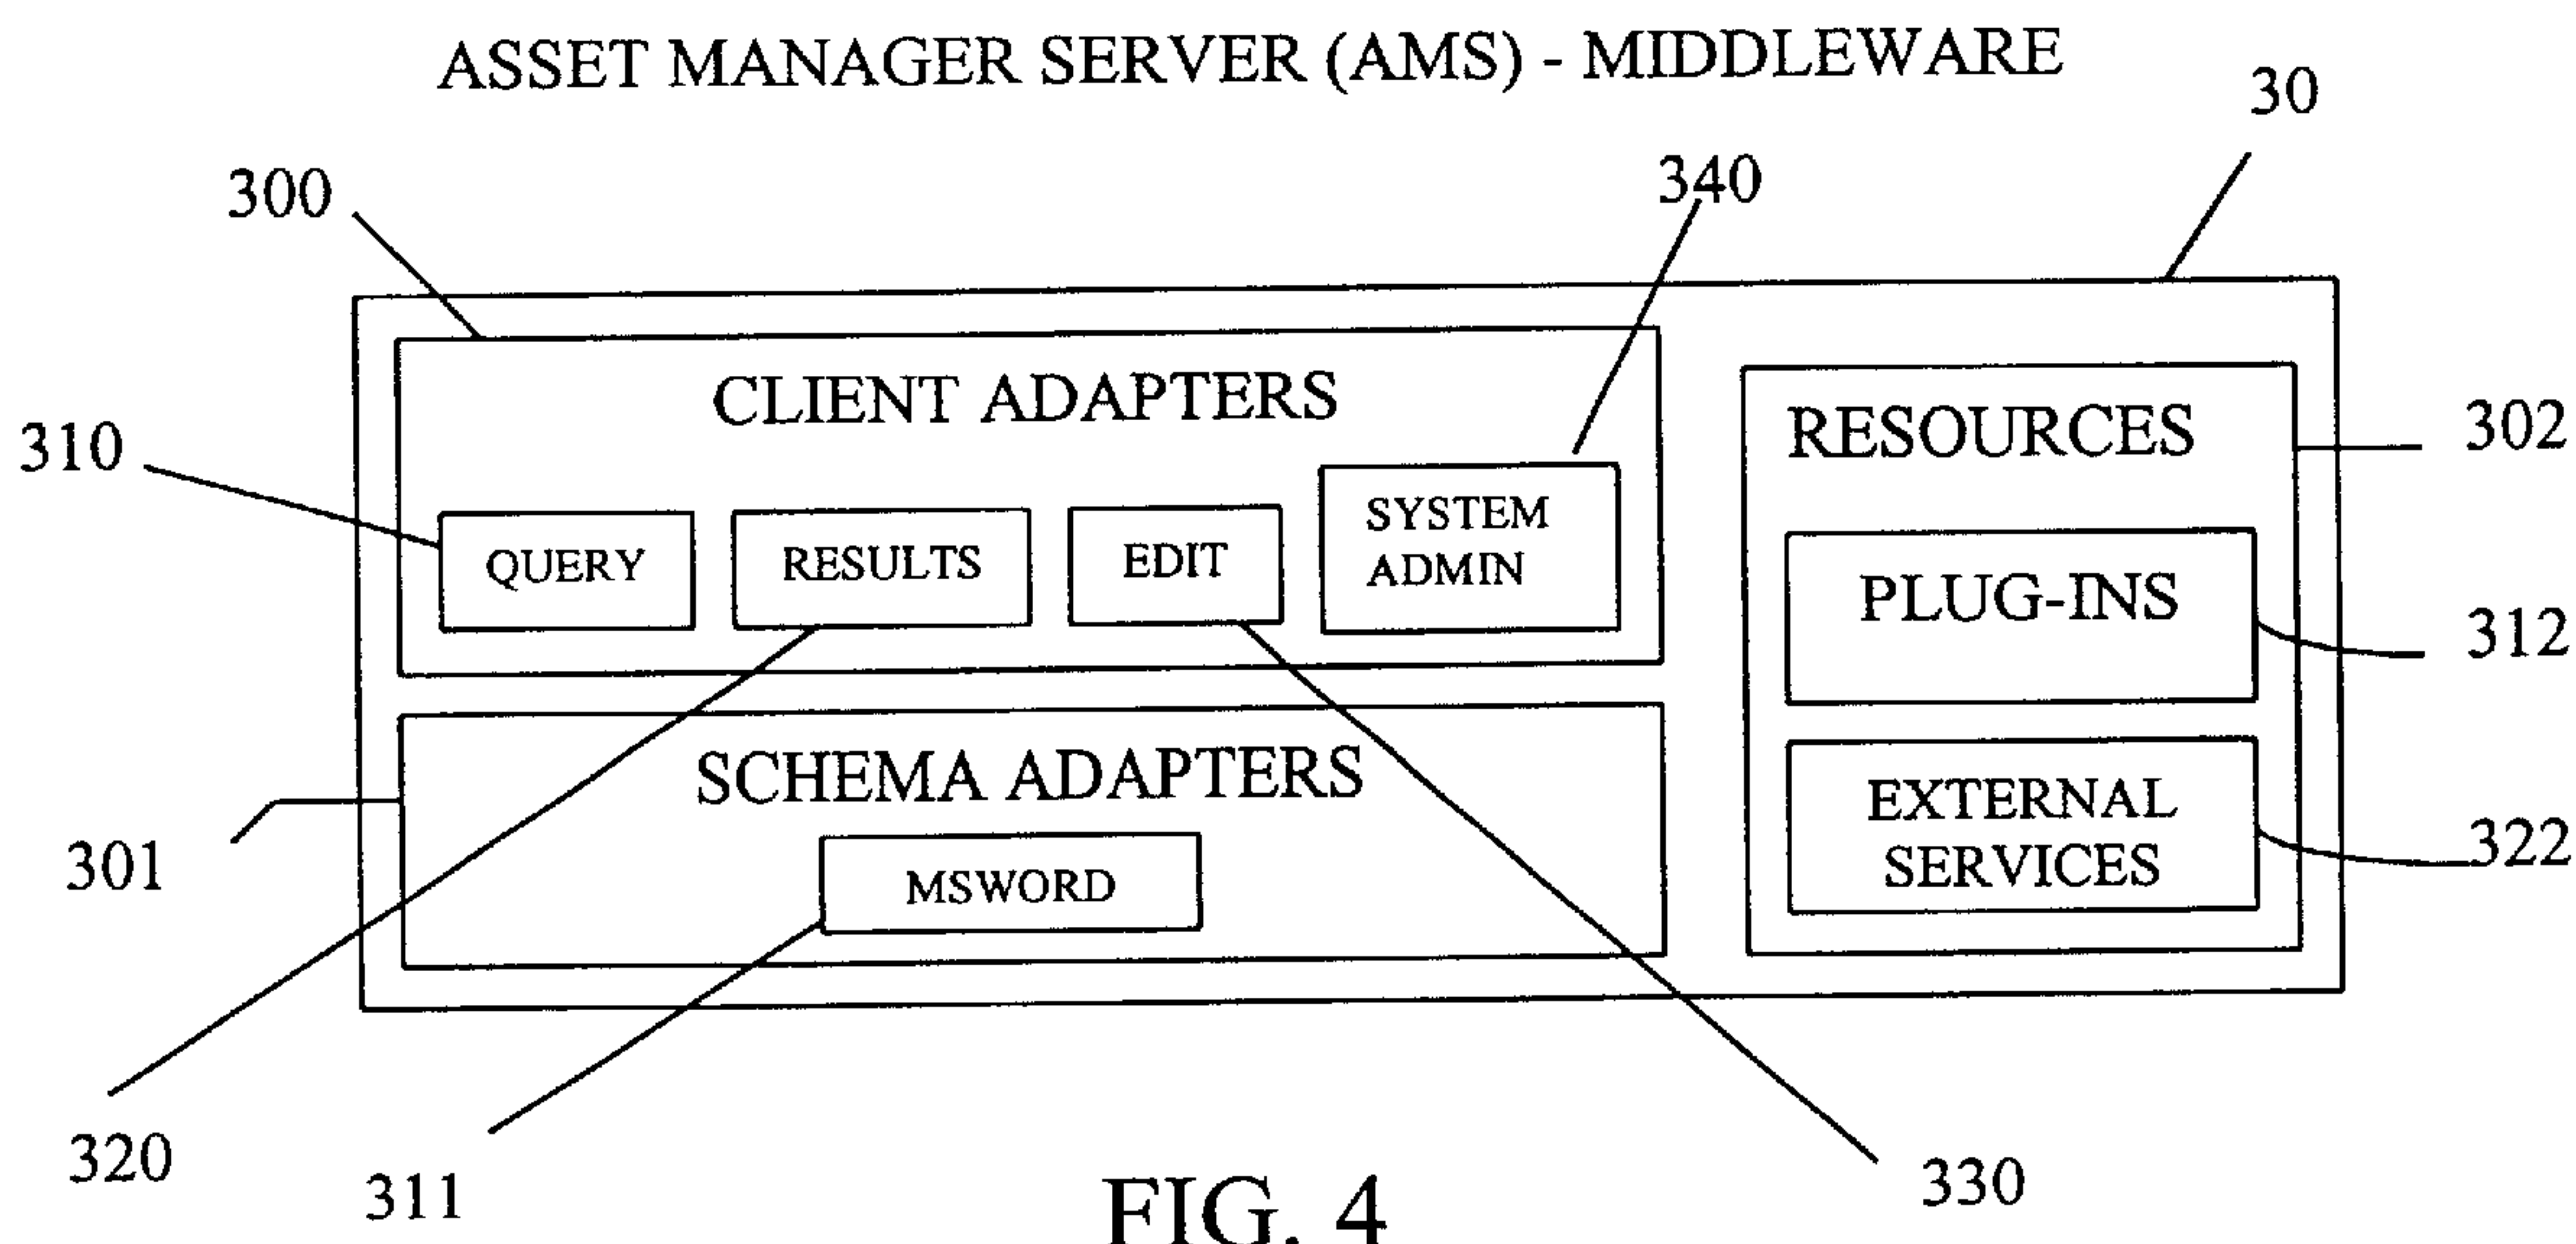 ASSET MANAGER SERVER (AMS) - MIDDLEWARE
30
300
340
CLIENT ADAPTERS
RESOURCES
302
310
QUERY
RESULTS
EDIT
SYSTEM
ADMIN
PLUG-INS
312
SCHEMA ADAPTERS
EXTERNAL
SERVICES
322
301
MSWORD
320
311
330
FIG. 4